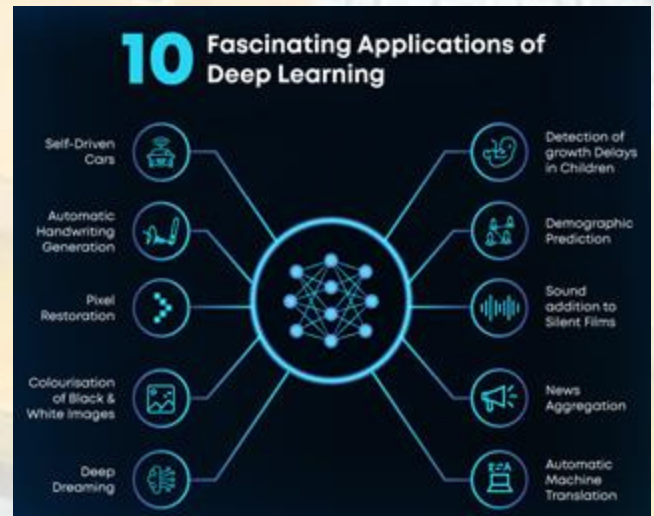 10 Fascinating Applications of
Deep Learning
Self-Driven
Cars
Automatic
Handwriting
Generation
Pixel
Restoration
Colourisation
of Black &
White Images
Deep
Dreaming
Detection of
growth Delays
in Children
Demographic
Prediction
Sound
addition to
Silent Films
News
Aggregation
Automatic
Machine
Translation